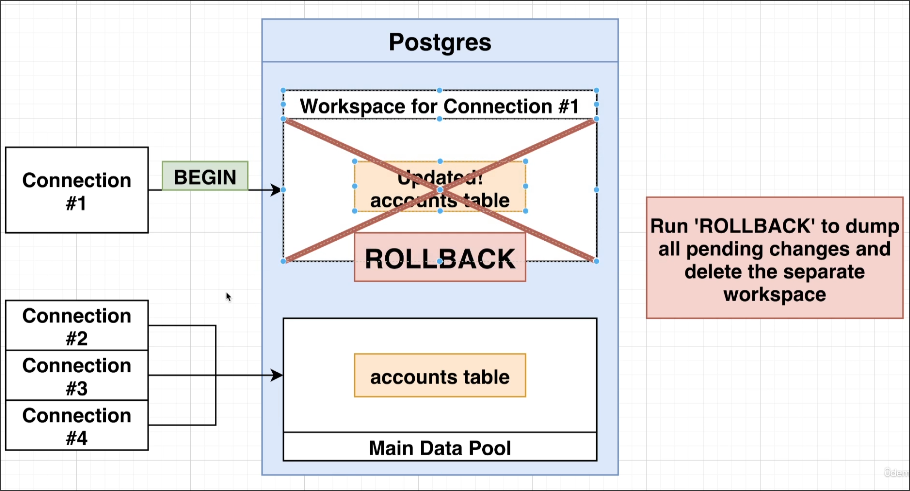 Postgres
Workspace for Connection #1
Connection
#1
BEGIN
Updated!
accounts table
ROLLBACK
Run 'ROLLBACK' to dump
all pending changes and
delete the separate
workspace
Connection
#2
Connection
#3
Connection
#4
accounts table
Main Data Pool